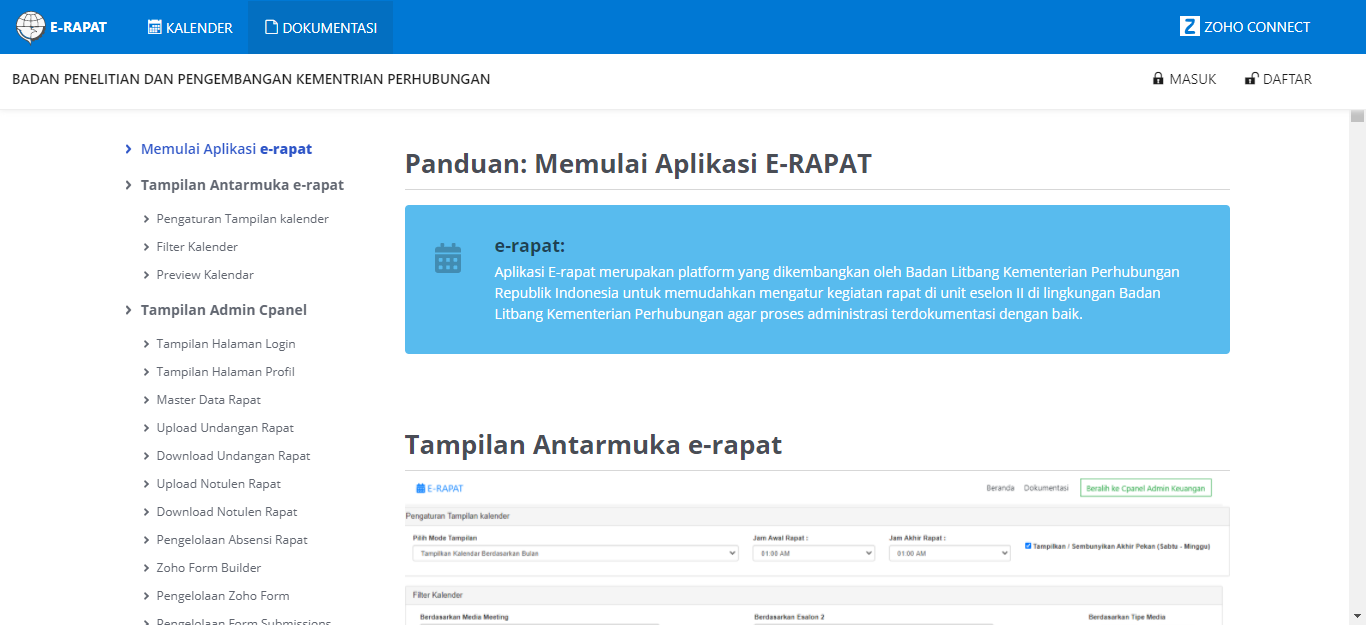 E-RAPAT
KALENDER
DOKUMENTASI
Z ZOHO CONNECT
BADAN PENELITIAN DAN PENGEMBANGAN KEMENTRIAN PERHUBUNGAN
MASUK
DAFTAR
Memulai Aplikasi e-rapat
Tampilan Antarmuka e-rapat
Pengaturan Tampilan kalender
Filter Kalender
Preview Kalendar
Tampilan Admin Cpanel
Tampilan Halaman Login
Tampilan Halaman Profil
Master Data Rapat
Upload Undangan Rapat
Download Undangan Rapat
Upload Notulen Rapat
Download Notulen Rapat
Pengelolaan Absensi Rapat
Zoho Form Builder
Pengelolaan Zoho Form
Pengelolaan Form Submissions
Panduan: Memulai Aplikasi E-RAPAT
e-rapat:
Aplikasi E-rapat merupakan platform yang dikembangkan oleh Badan Litbang Kementerian Perhubungan
Republik Indonesia untuk memudahkan mengatur kegiatan rapat di unit eselon II di lingkungan Badan
Litbang Kementerian Perhubungan agar proses administrasi terdokumentasi dengan baik.
Tampilan Antarmuka e-rapat
E-RAPAT
Beranda
Dokumentasi
Beralih ke Cpanel Admin Keuangan
Pengaturan Tampilan kalender
Pilih Mode Tampilan
Jam Awal Rapat :
Jam Akhir Rapat :
Tampilkan / Sembunyikan Akhir Pekan (Sabtu - Minggu)
Tampilkan Kalendar Berdasarkan Bulan
01:00 AM
01:00 AM
Filter Kalender
Berdasarkan Media Meeting
Berdasarkan Esalon 2
Berdasarkan Tipe Media